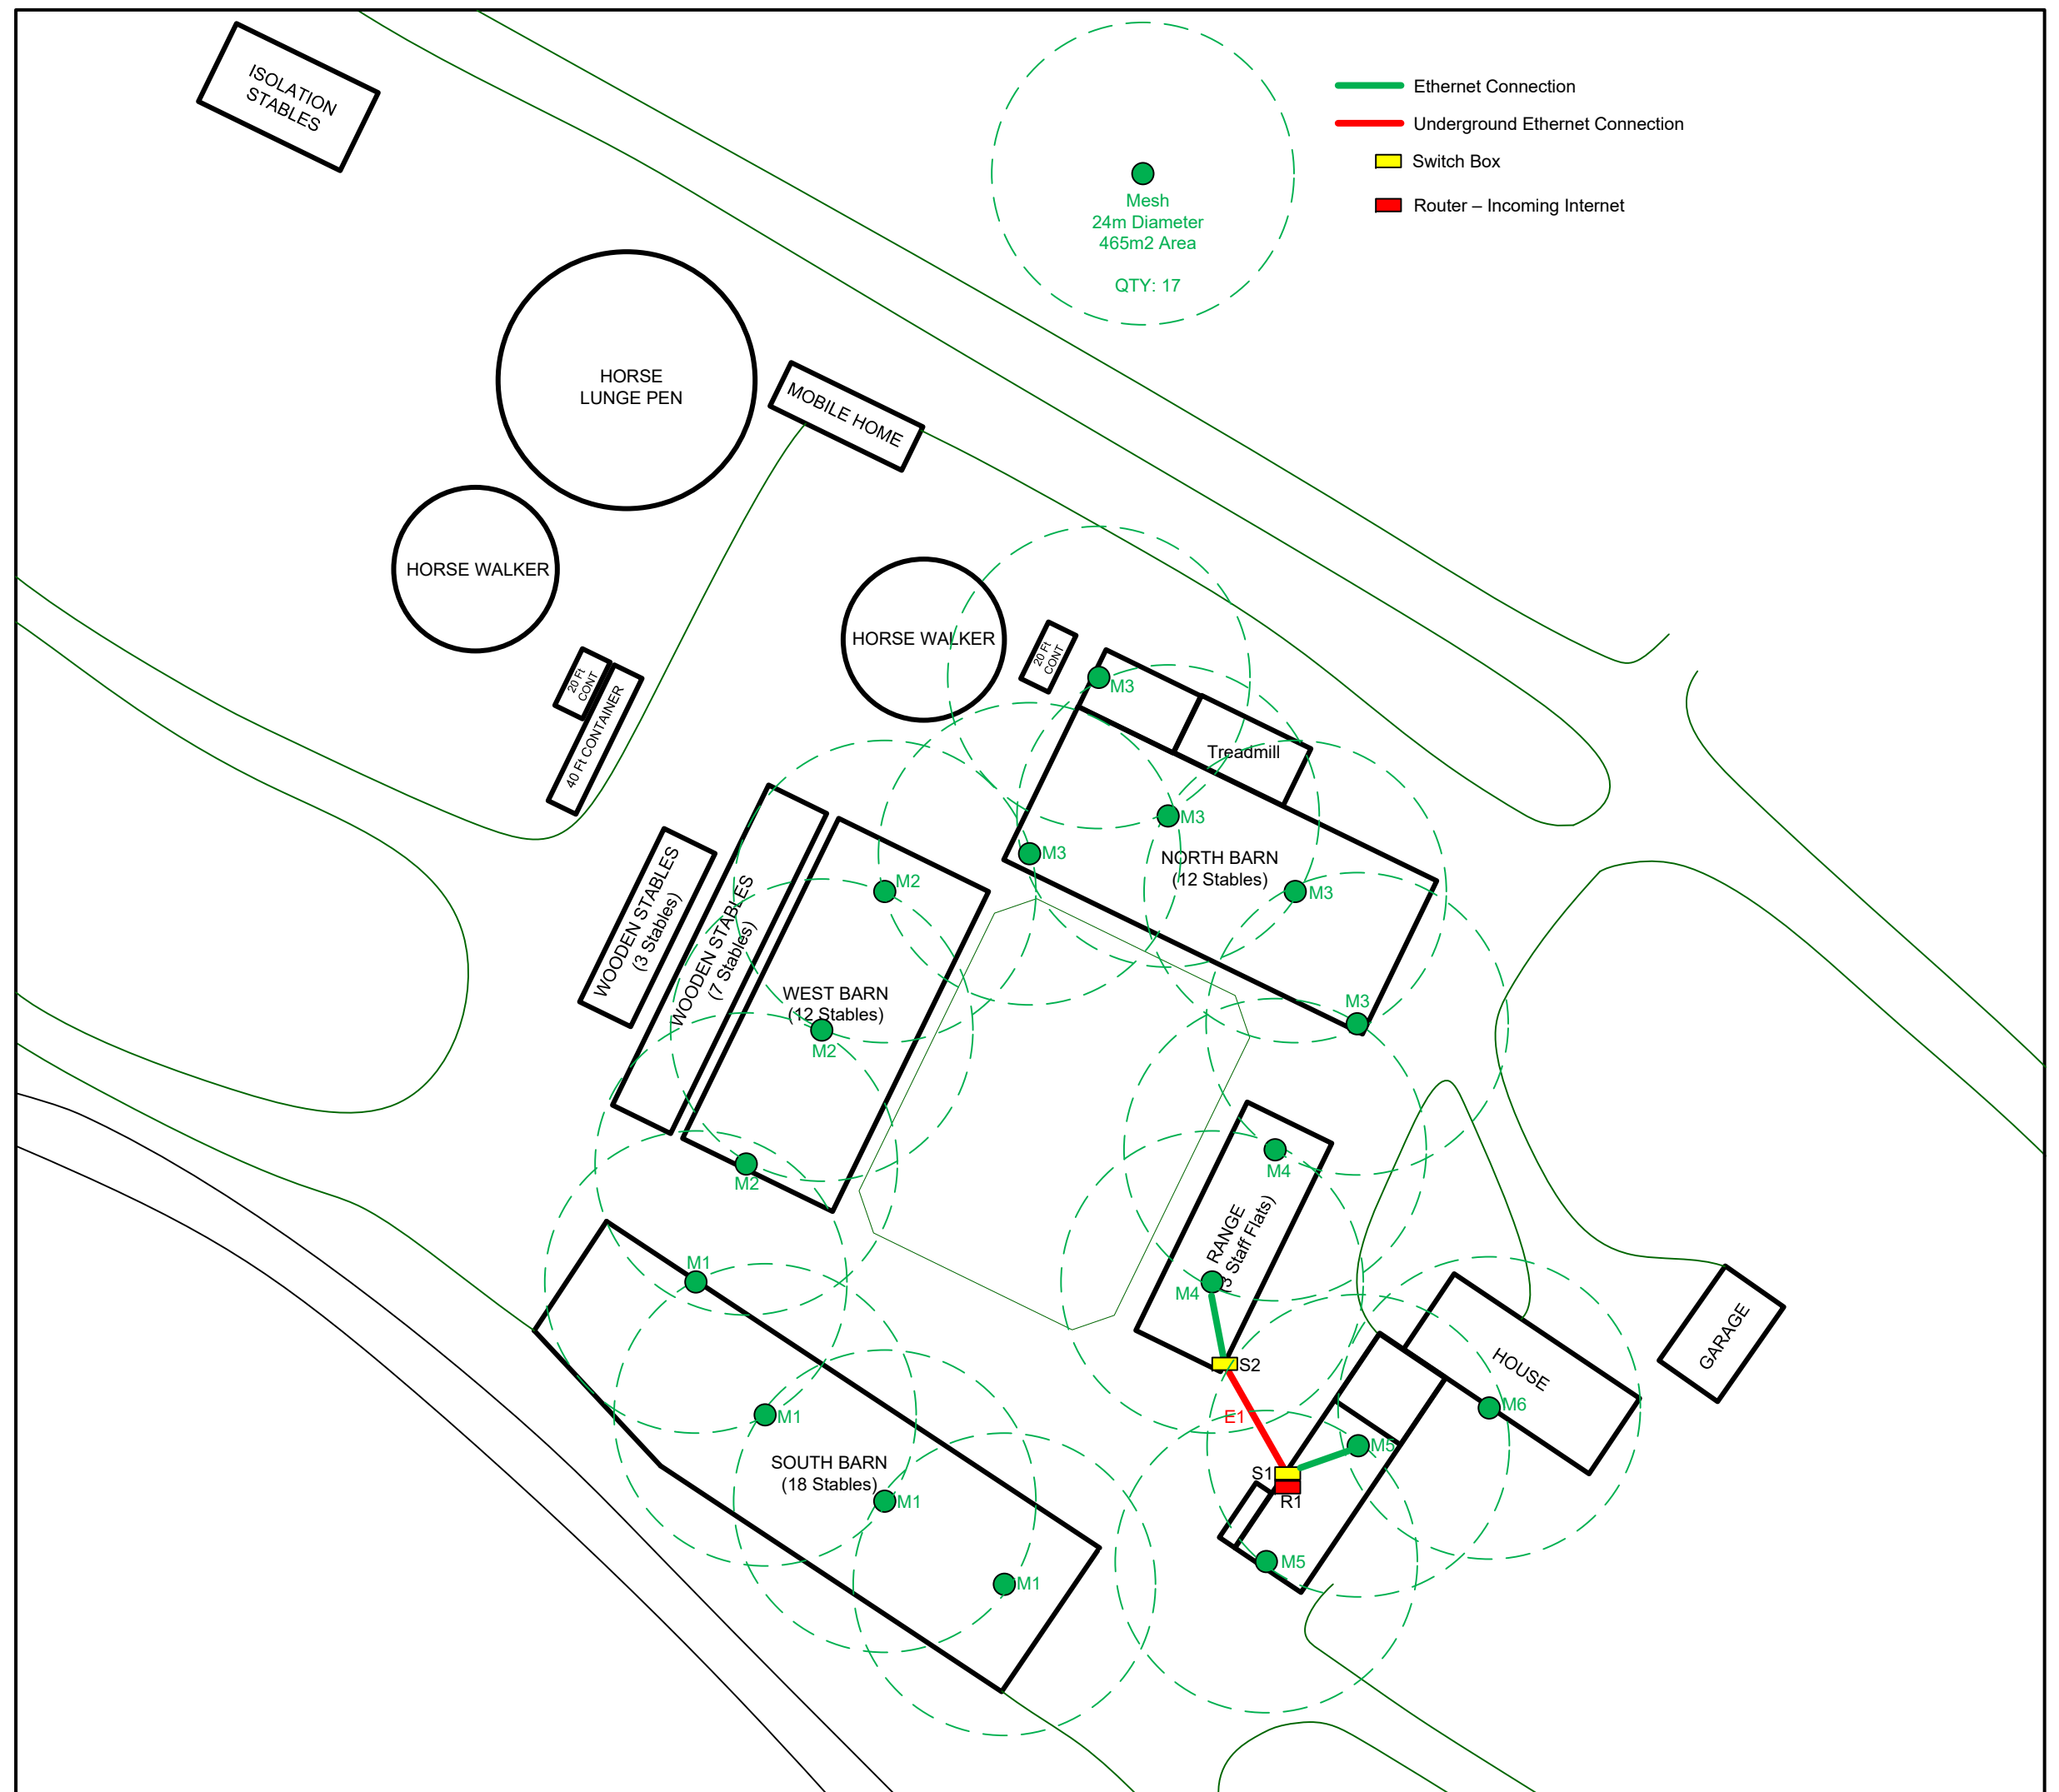 ISOLATION
STABLES
Mesh
24m Diameter
465m2 Area
QTY: 17
Ethernet Connection
Underground Ethernet Connection
Switch Box
Router – Incoming Internet
HORSE
LUNGE PEN
MOBILE HOME
HORSE WALKER
HORSE WALKER
20 Ft
CONT
20 Ft
CONT
40 Ft CONTAINER
M3
Treadmill
M3
M3
NORTH BARN
(12 Stables)
M3
M3
WOODEN STABLES
(3 Stables)
WOODEN STABLES
(7 Stables)
M2
WEST BARN
(12 Stables)
M2
M2
M4
RANGE
(3 Staff Flats)
M4
M1
M1
SOUTH BARN
(18 Stables)
M1
M1
S2
E1
HOUSE
GARAGE
M6
M5
S1
R1
M5